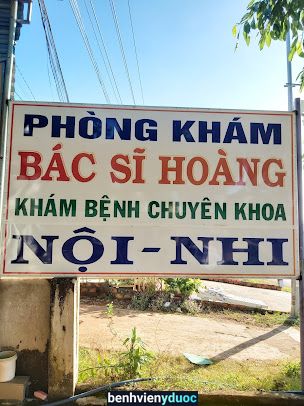 PHÒNG KHÁM
BÁC SĨ HOÀNG
KHÁM BỆNH CHUYÊN KHOA
NỘI - NHI
benhvienyduoc